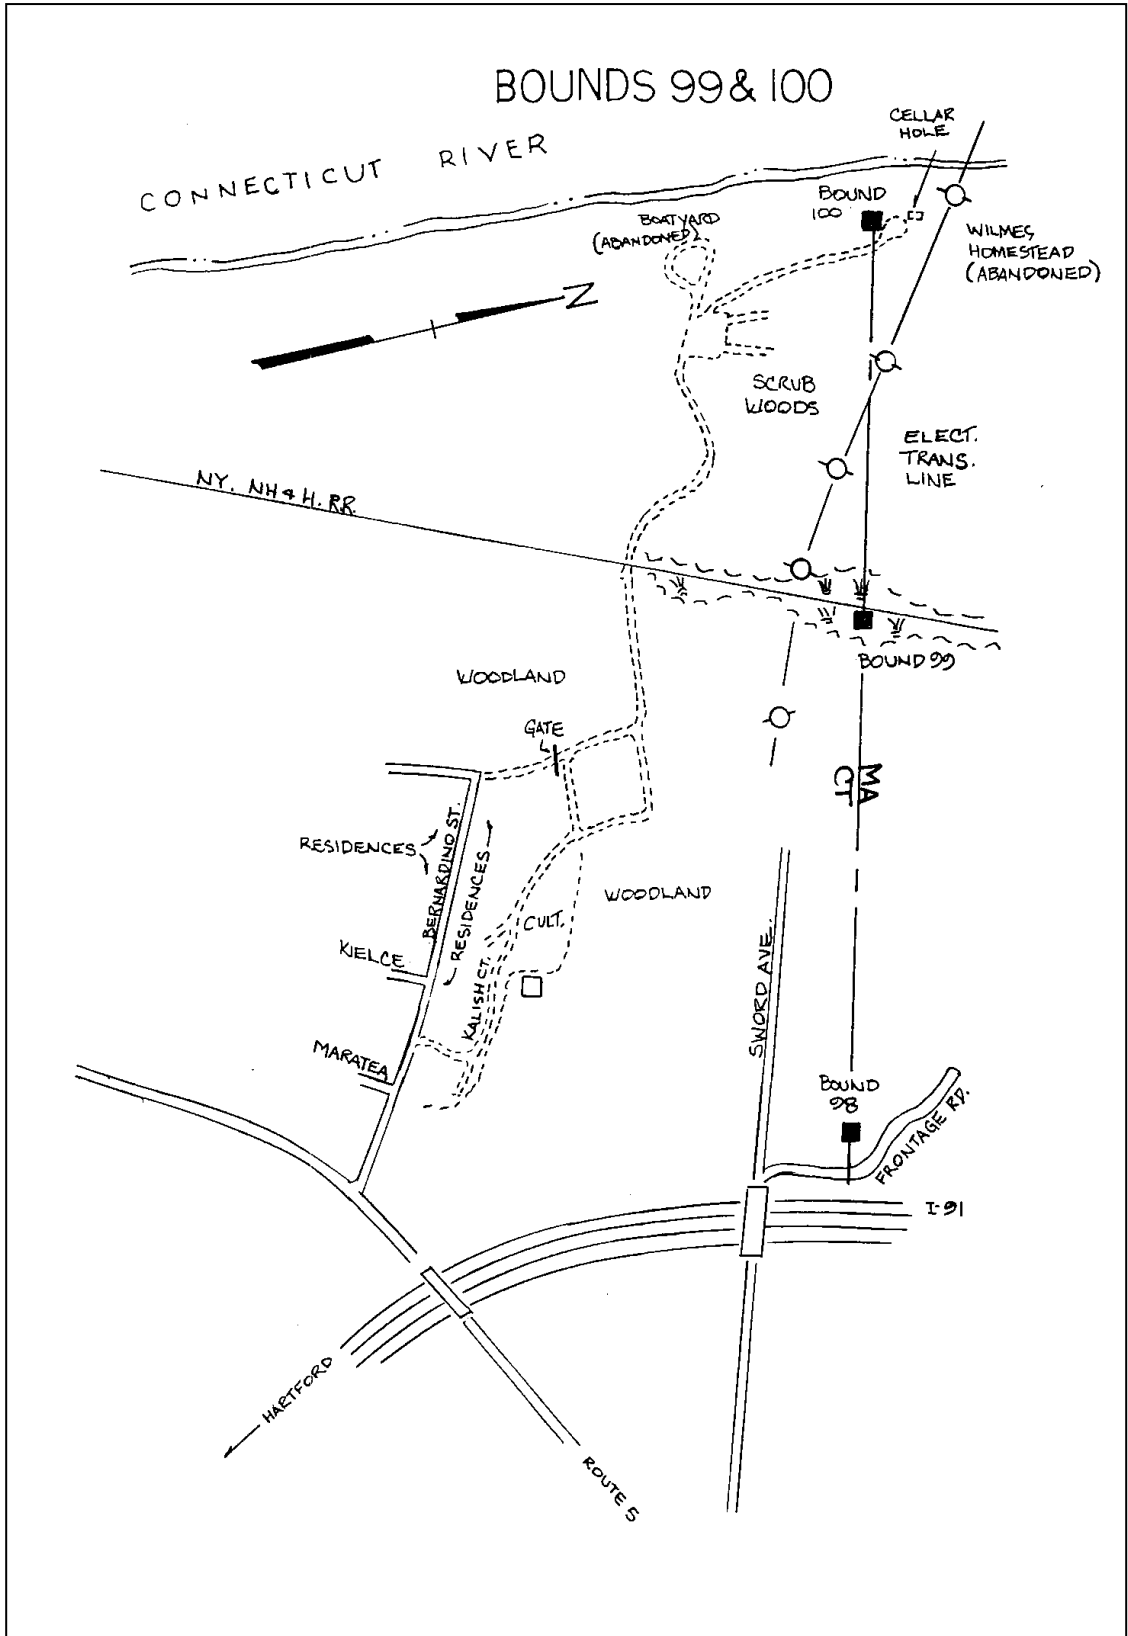 BOUNDS 99 & 100
CELLAR
HOLE
CONNECTICUT RIVER
BOUND
100
BOATYARD
(ABANDONED)
WILMES
HOMESTEAD
(ABANDONED)
N
SCRUB
WOODS
ELECT.
TRANS.
LINE
NY. NH & H. R.R.
BOUND 99
WOODLAND
GATE
MA
CT
RESIDENCES
BERNARDINO ST.
RESIDENCES
WOODLAND
CULT.
KIELCE
KALISH CT.
SWORD AVE.
MARATEA
BOUND
98
FRONTAGE RD.
I-91
HARTFORD
ROUTE 5